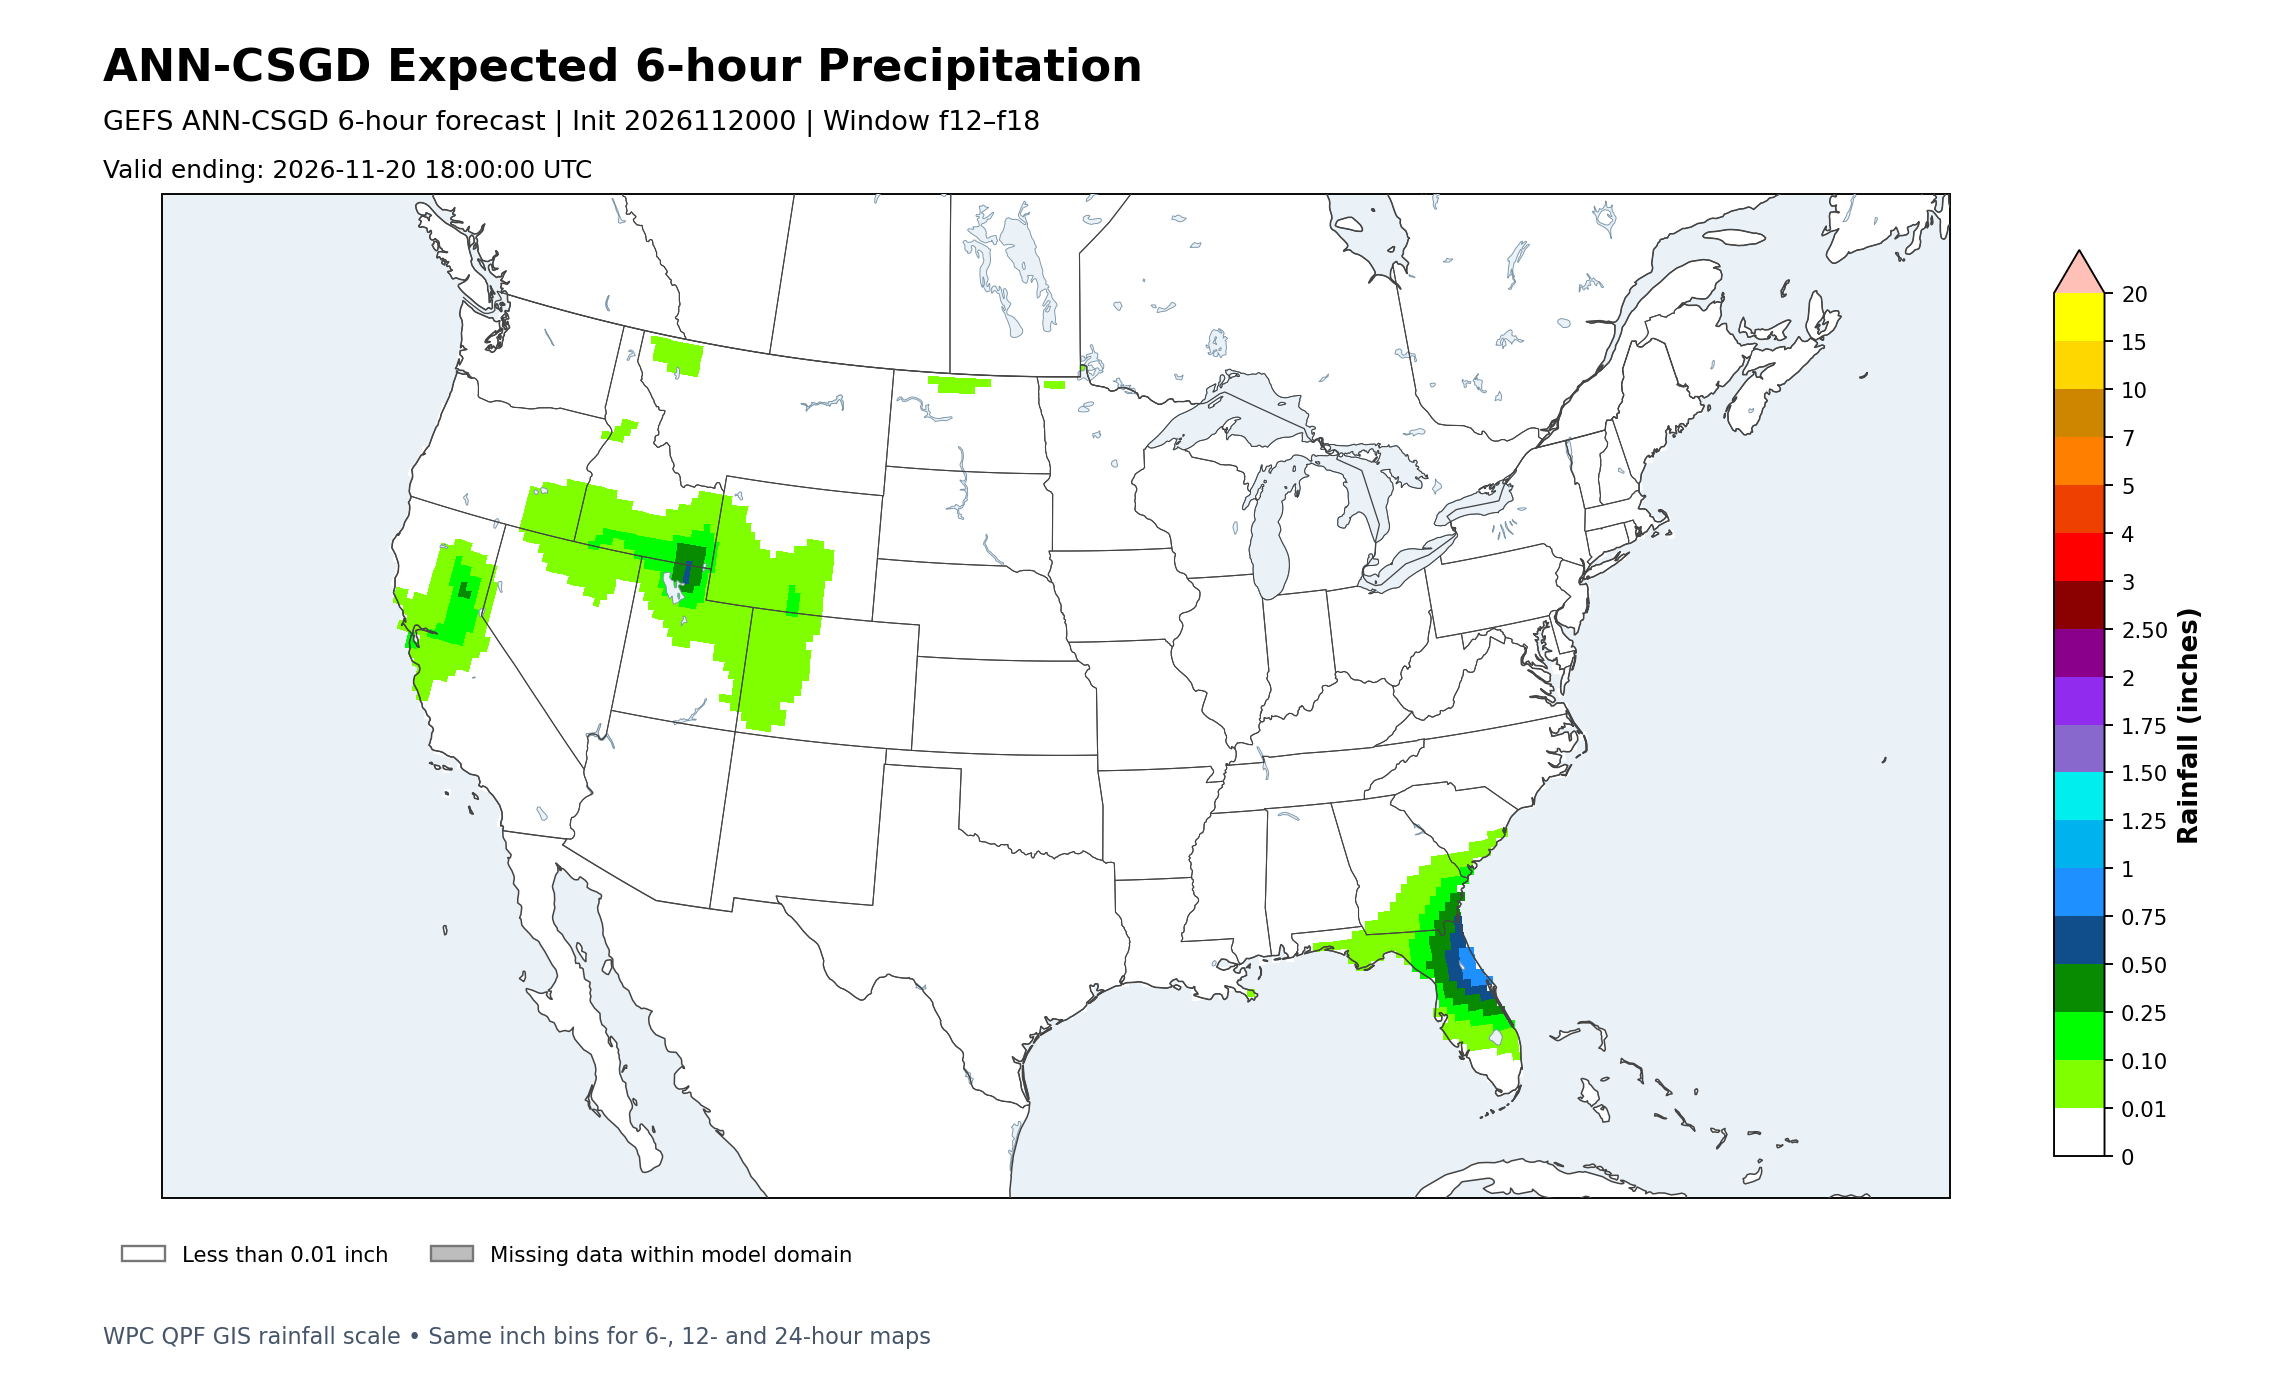 ANN-CSGD Expected 6-hour Precipitation
GEFS ANN-CSGD 6-hour forecast | Init 2026112000 | Window f12–f18
Valid ending: 2026-11-20 18:00:00 UTC
20
15
10
7
5
4
3
2.50
2
1.75
1.50
1.25
1
0.75
0.50
0.25
0.10
0.01
0
Rainfall (inches)
Less than 0.01 inch
Missing data within model domain
WPC QPF GIS rainfall scale • Same inch bins for 6-, 12- and 24-hour maps